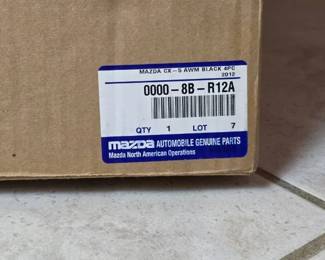 MAZDA CX-5 AWM BLACK 4PC
2012
0000-8B-R12A
QTY 1 LOT 7
mazda AUTOMOBILE GENUINE PARTS
Mazda North American Operations